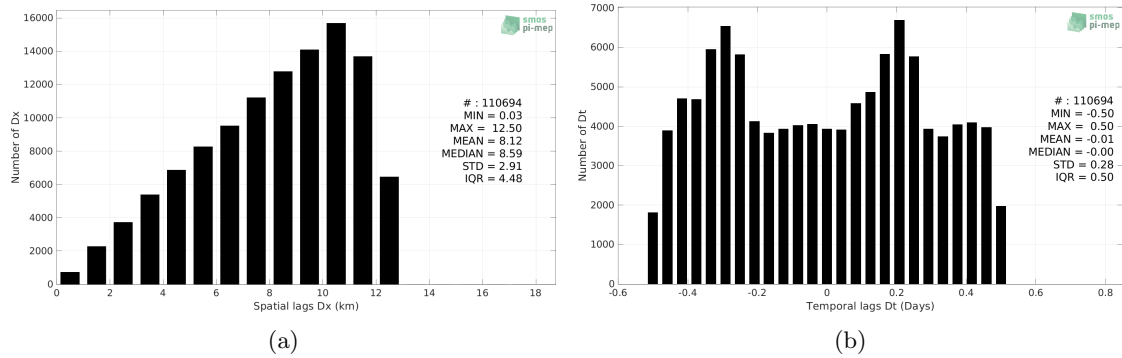 16000
14000
12000
10000
8000
6000
4000
2000
0
Number of Dx
0 2 4 6 8 10 12 14 16 18
Spatial lags Dx (km)
smos
pi-mep
# : 110694
MIN = 0.03
MAX = 12.50
MEAN = 8.12
MEDIAN = 8.59
STD = 2.91
IQR = 4.48
(a)
7000
6000
5000
4000
3000
2000
1000
0
Number of Dt
-0.6 -0.4 -0.2 0 0.2 0.4 0.6 0.8
Temporal lags Dt (Days)
smos
pi-mep
# : 110694
MIN = -0.50
MAX = 0.50
MEAN = -0.01
MEDIAN = -0.00
STD = 0.28
IQR = 0.50
(b)